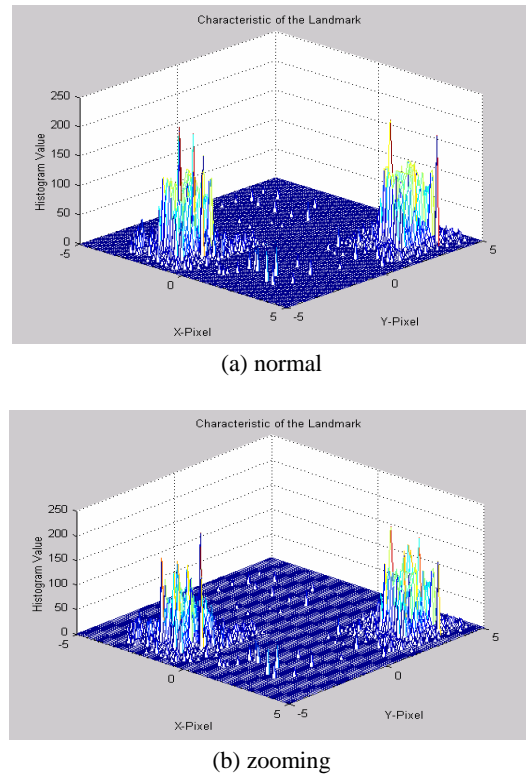 Characteristic of the Landmark
250
200
150
100
50
0
-5
0
5
-5
0
5
Histogram Value
X-Pixel
Y-Pixel
(a) normal
Characteristic of the Landmark
250
200
150
100
50
0
-5
0
5
-5
0
5
Histogram Value
X-Pixel
Y-Pixel
(b) zooming